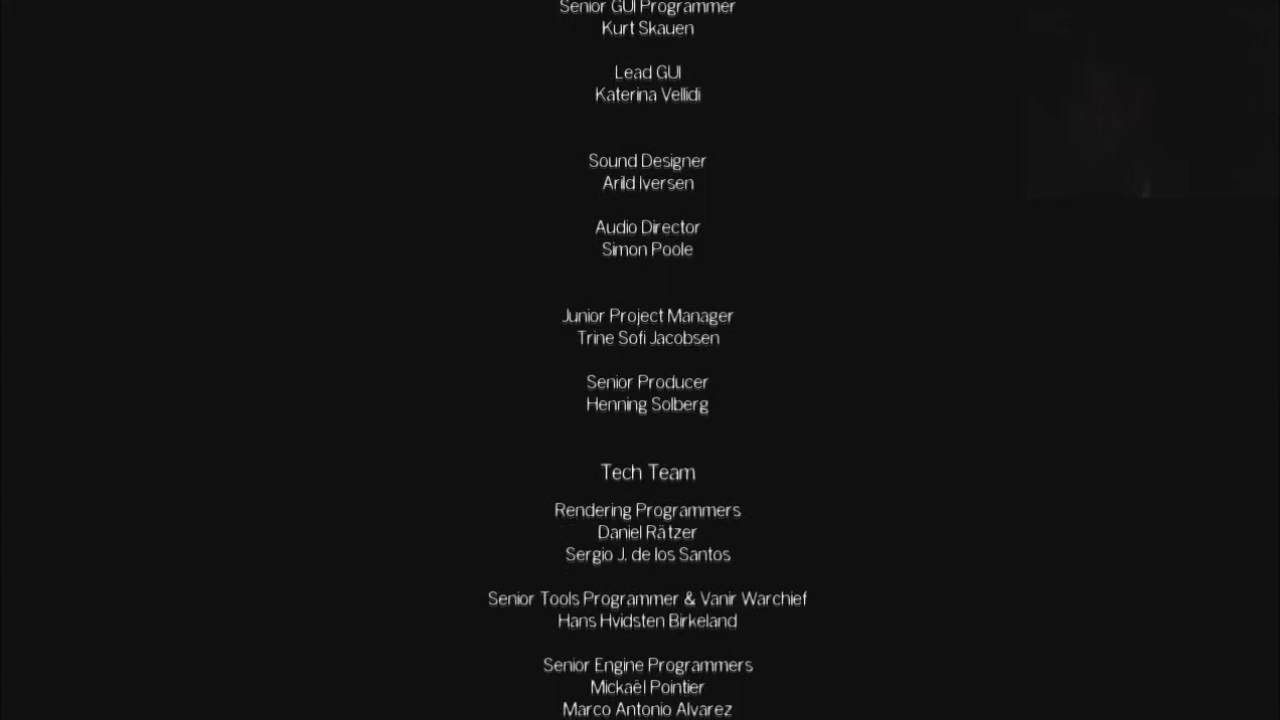 Senior GUI Programmer
Kurt Skauen
Lead GUI
Katerina Vellidi
Sound Designer
Arild Iversen
Audio Director
Simon Poole
Junior Project Manager
Trine Sofi Jacobsen
Senior Producer
Henning Solberg
Tech Team
Rendering Programmers
Daniel Rätzer
Sergio J. de los Santos
Senior Tools Programmer & Vanir Warchief
Hans Hvidsten Birkeland
Senior Engine Programmers
Mickaël Pointier
Marco Antonio Alvarez